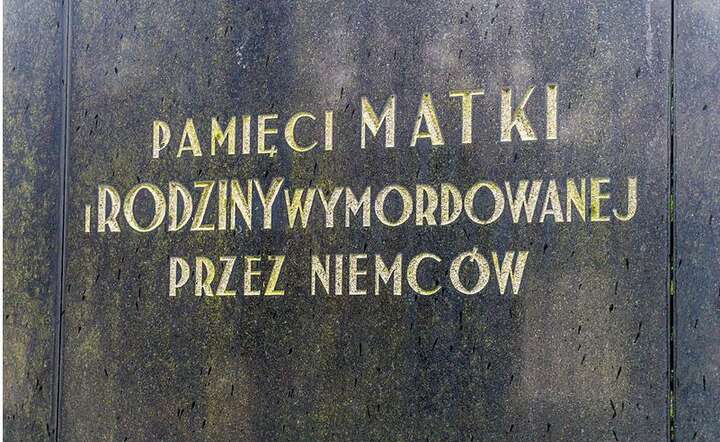 PAMIĘCI MATKI
I RODZINY WYMORDOWANEJ
PRZEZ NIEMCÓW